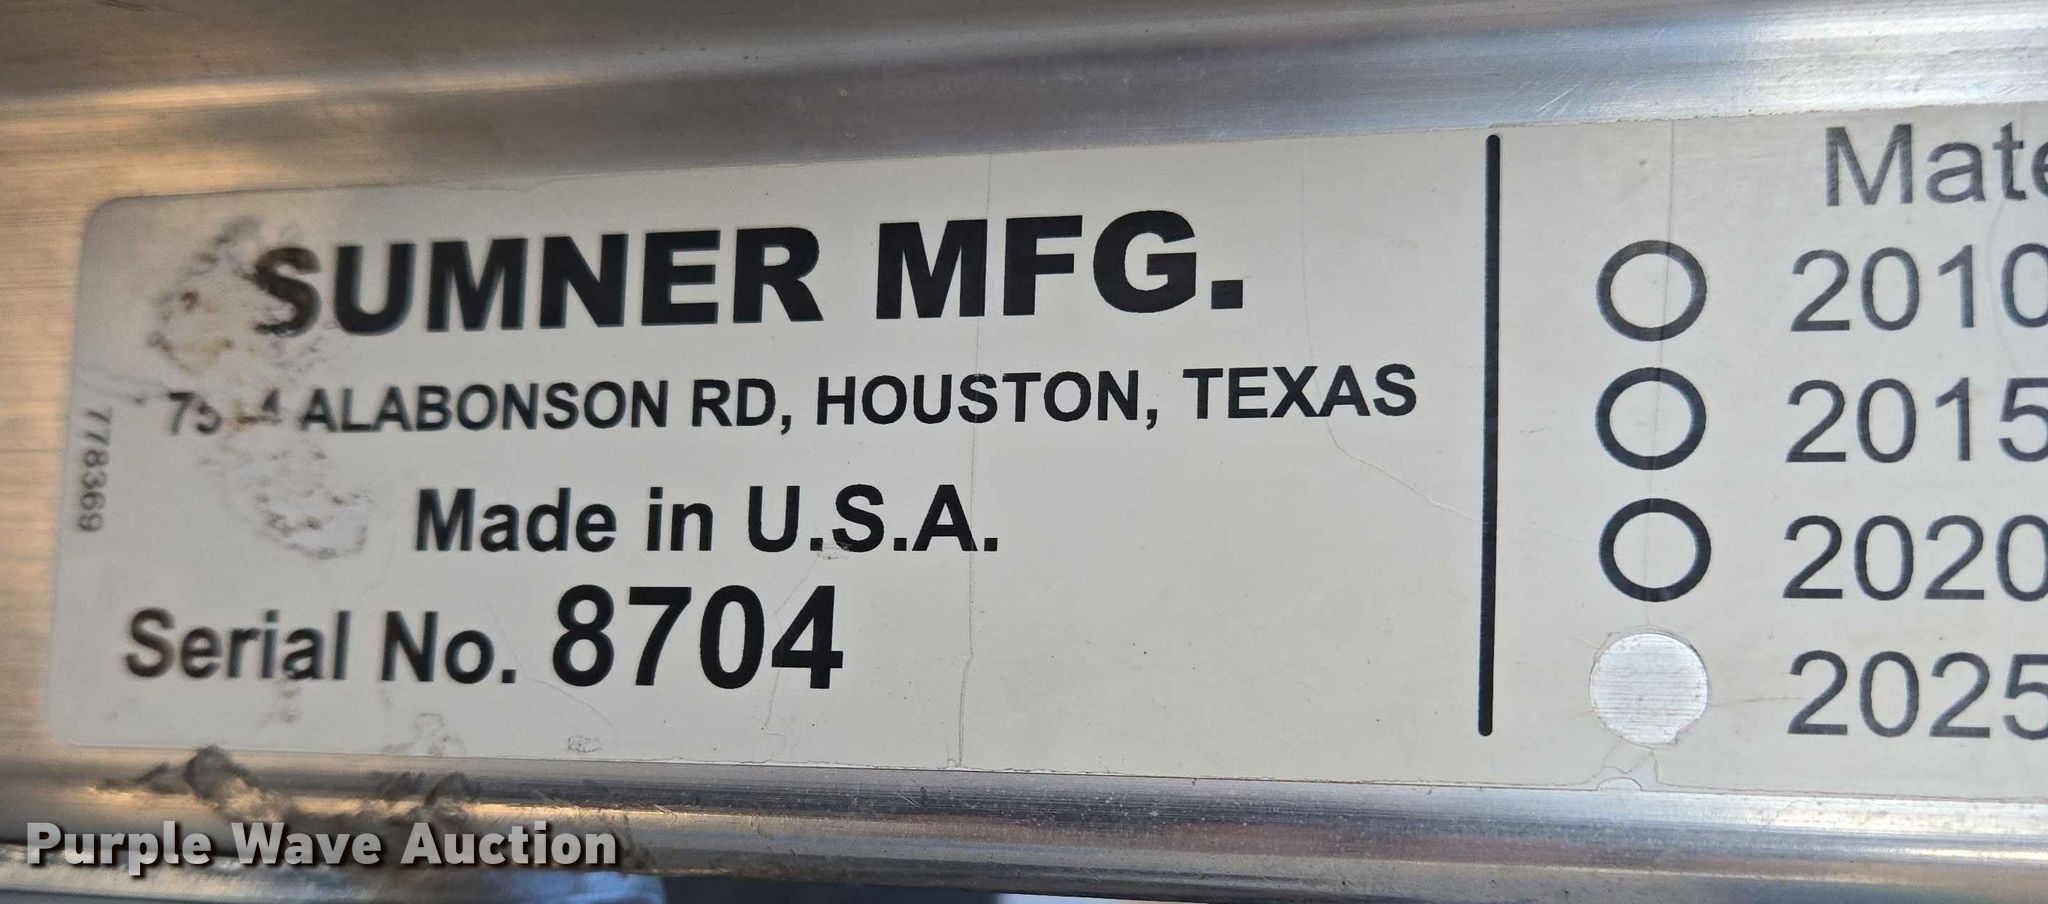 SUMNER MFG.
ALABONSON RD, HOUSTON, TEXAS
Made in U.S.A.
Serial No. 8704
778369
2010
2015
2020
2025
Purple Wave Auction